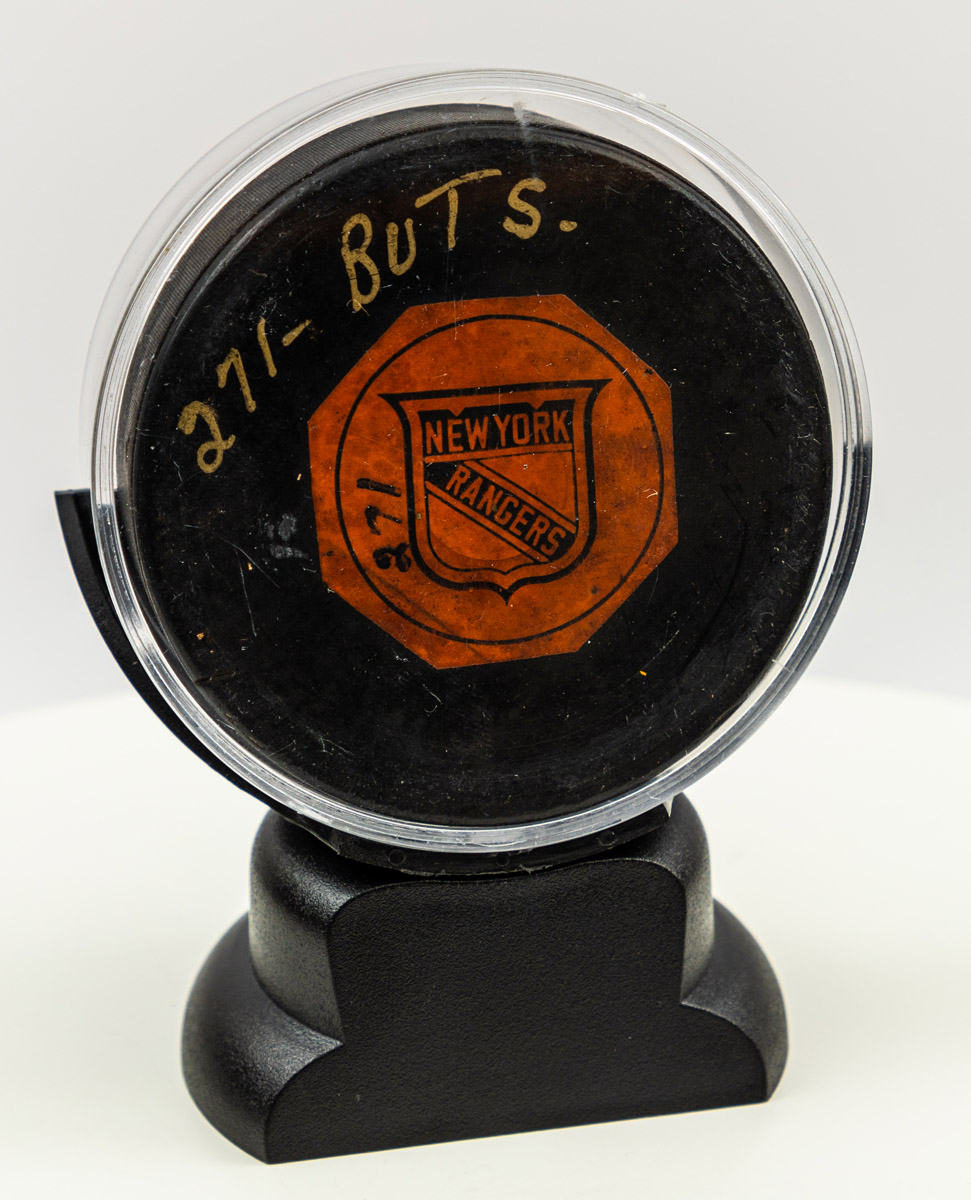 271- BUTS.
NEW YORK
RANGERS
271